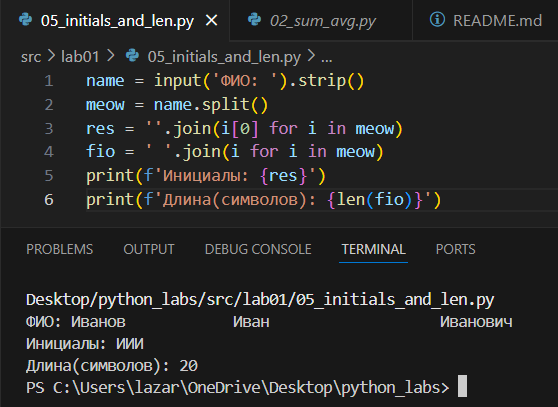 05_initials_and_len.py × 02_sum_avg.py README.md
src > lab01 > 05_initials_and_len.py > ...
1 name = input('ФИО: ').strip()
2 meow = name.split()
3 res = ''.join(i[0] for i in meow)
4 fio = ' '.join(i for i in meow)
5 print(f'Инициалы: {res}')
6 print(f'Длина(символов): {len(fio)}')
PROBLEMS OUTPUT DEBUG CONSOLE TERMINAL PORTS
Desktop/python_labs/src/lab01/05_initials_and_len.py
ФИО: Иванов Иван Иванович
Инициалы: ИИИ
Длина(символов): 20
PS C:\Users\lazar\OneDrive\Desktop\python_labs>